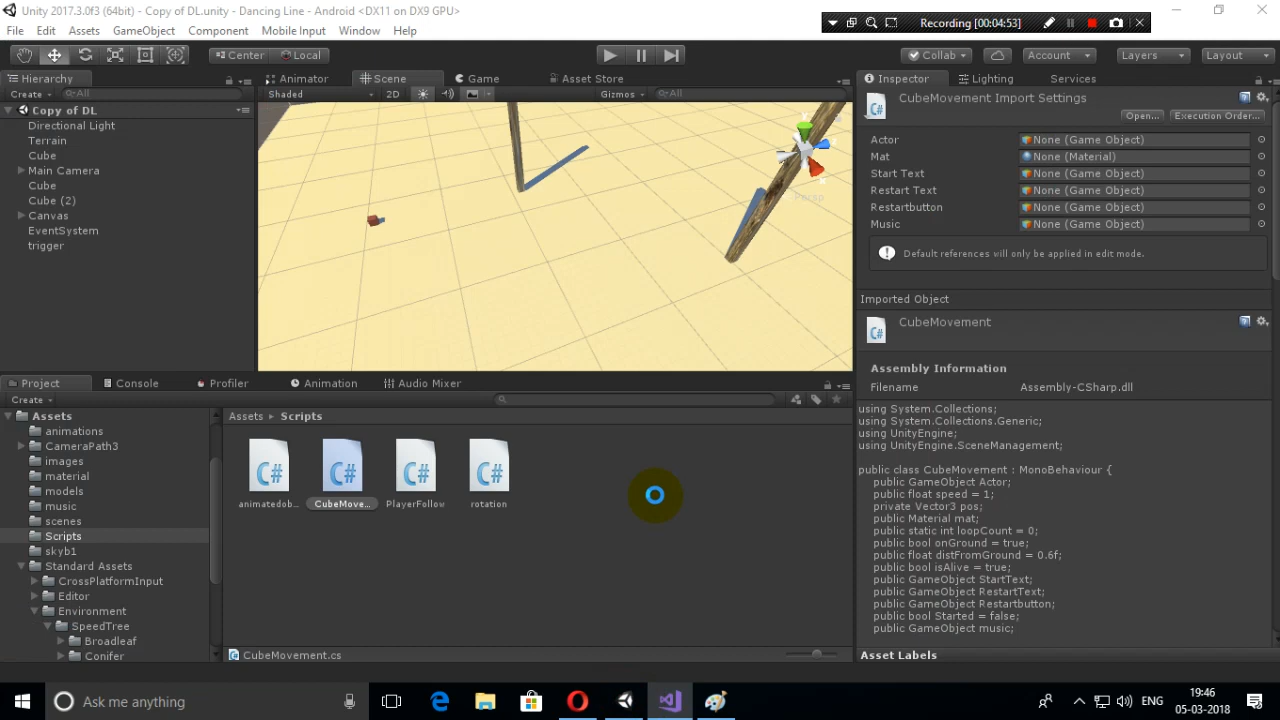 Unity 2017.3.0f3 (64bit) - Copy of DL.unity - Dancing Line - Android <DX11 on DX9 GPU>
Recording [00:04:53]
File Edit Assets GameObject Component Mobile Input Window Help
Center Local Collab Account Layers Layout
Hierarchy Animator Scene Game Asset Store Inspector Lighting Services
Create All Shaded 2D Gizmos All
Copy of DL
Directional Light
Terrain
Cube
Main Camera
Cube
Cube (2)
Canvas
EventSystem
trigger
Persp
CubeMovement Import Settings
Open... Execution Order...
Actor None (Game Object)
Mat None (Material)
Start Text None (Game Object)
Restart Text None (Game Object)
Restartbutton None (Game Object)
Music None (Game Object)
Default references will only be applied in edit mode.
Imported Object
CubeMovement
Assembly Information
Filename Assembly-CSharp.dll
using System.Collections;
using System.Collections.Generic;
using UnityEngine;
using UnityEngine.SceneManagement;
public class CubeMovement : MonoBehaviour {
public GameObject Actor;
public float speed = 1;
private Vector3 pos;
public Material mat;
public static int loopCount = 0;
public bool onGround = true;
public float distFromGround = 0.6f;
public bool isAlive = true;
public GameObject StartText;
public GameObject RestartText;
public GameObject Restartbutton;
public bool Started = false;
public GameObject music;
Asset Labels
Project Console Profiler Animation Audio Mixer
Create
Assets
animations
CameraPath3
images
material
models
music
scenes
Scripts
skyb1
Standard Assets
CrossPlatformInput
Editor
Environment
SpeedTree
Broadleaf
Conifer
Assets Scripts
C# C# C# C#
animatedob... CubeMove... PlayerFollow rotation
CubeMovement.cs
Ask me anything
ENG
19:46
05-03-2018